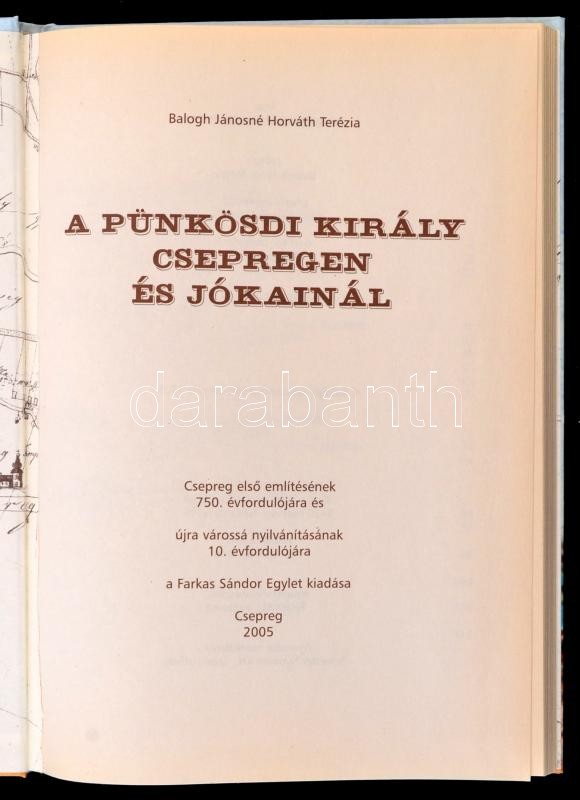 Balogh Jánosné Horváth Terézia
A PÜNKÖSDI KIRÁLY
CSEPREGEN
ÉS JÓKAINÁL
darabanth
Csepreg első említésének
750. évfordulójára és
újra várossá nyilvánításának
10. évfordulójára
a Farkas Sándor Egylet kiadása
Csepreg
2005